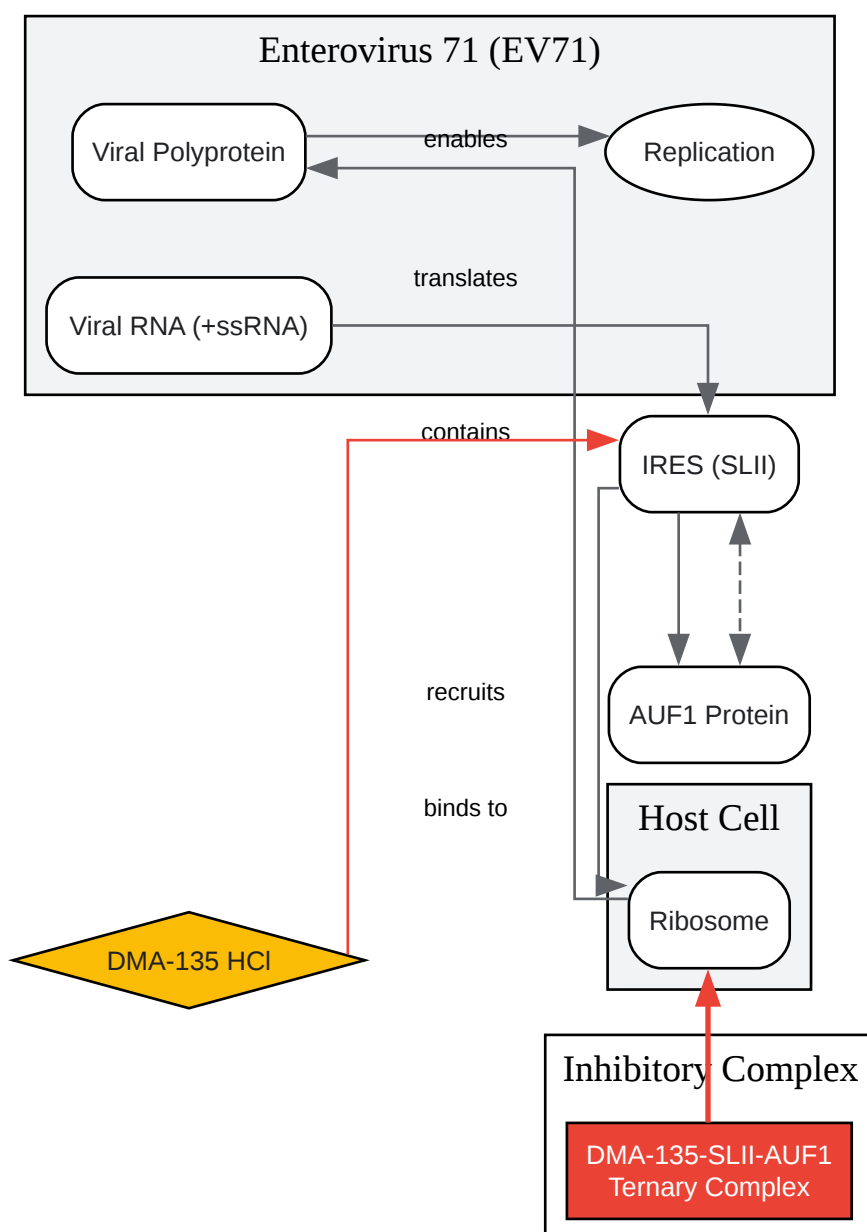 Enterovirus 71 (EV71)
Viral Polyprotein
enables
Replication
translates
Viral RNA (+ssRNA)
contains
IRES (SLII)
recruits
AUF1 Protein
binds to
Host Cell
Ribosome
DMA-135 HCl
Inhibitory Complex
DMA-135-SLII-AUF1
Ternary Complex